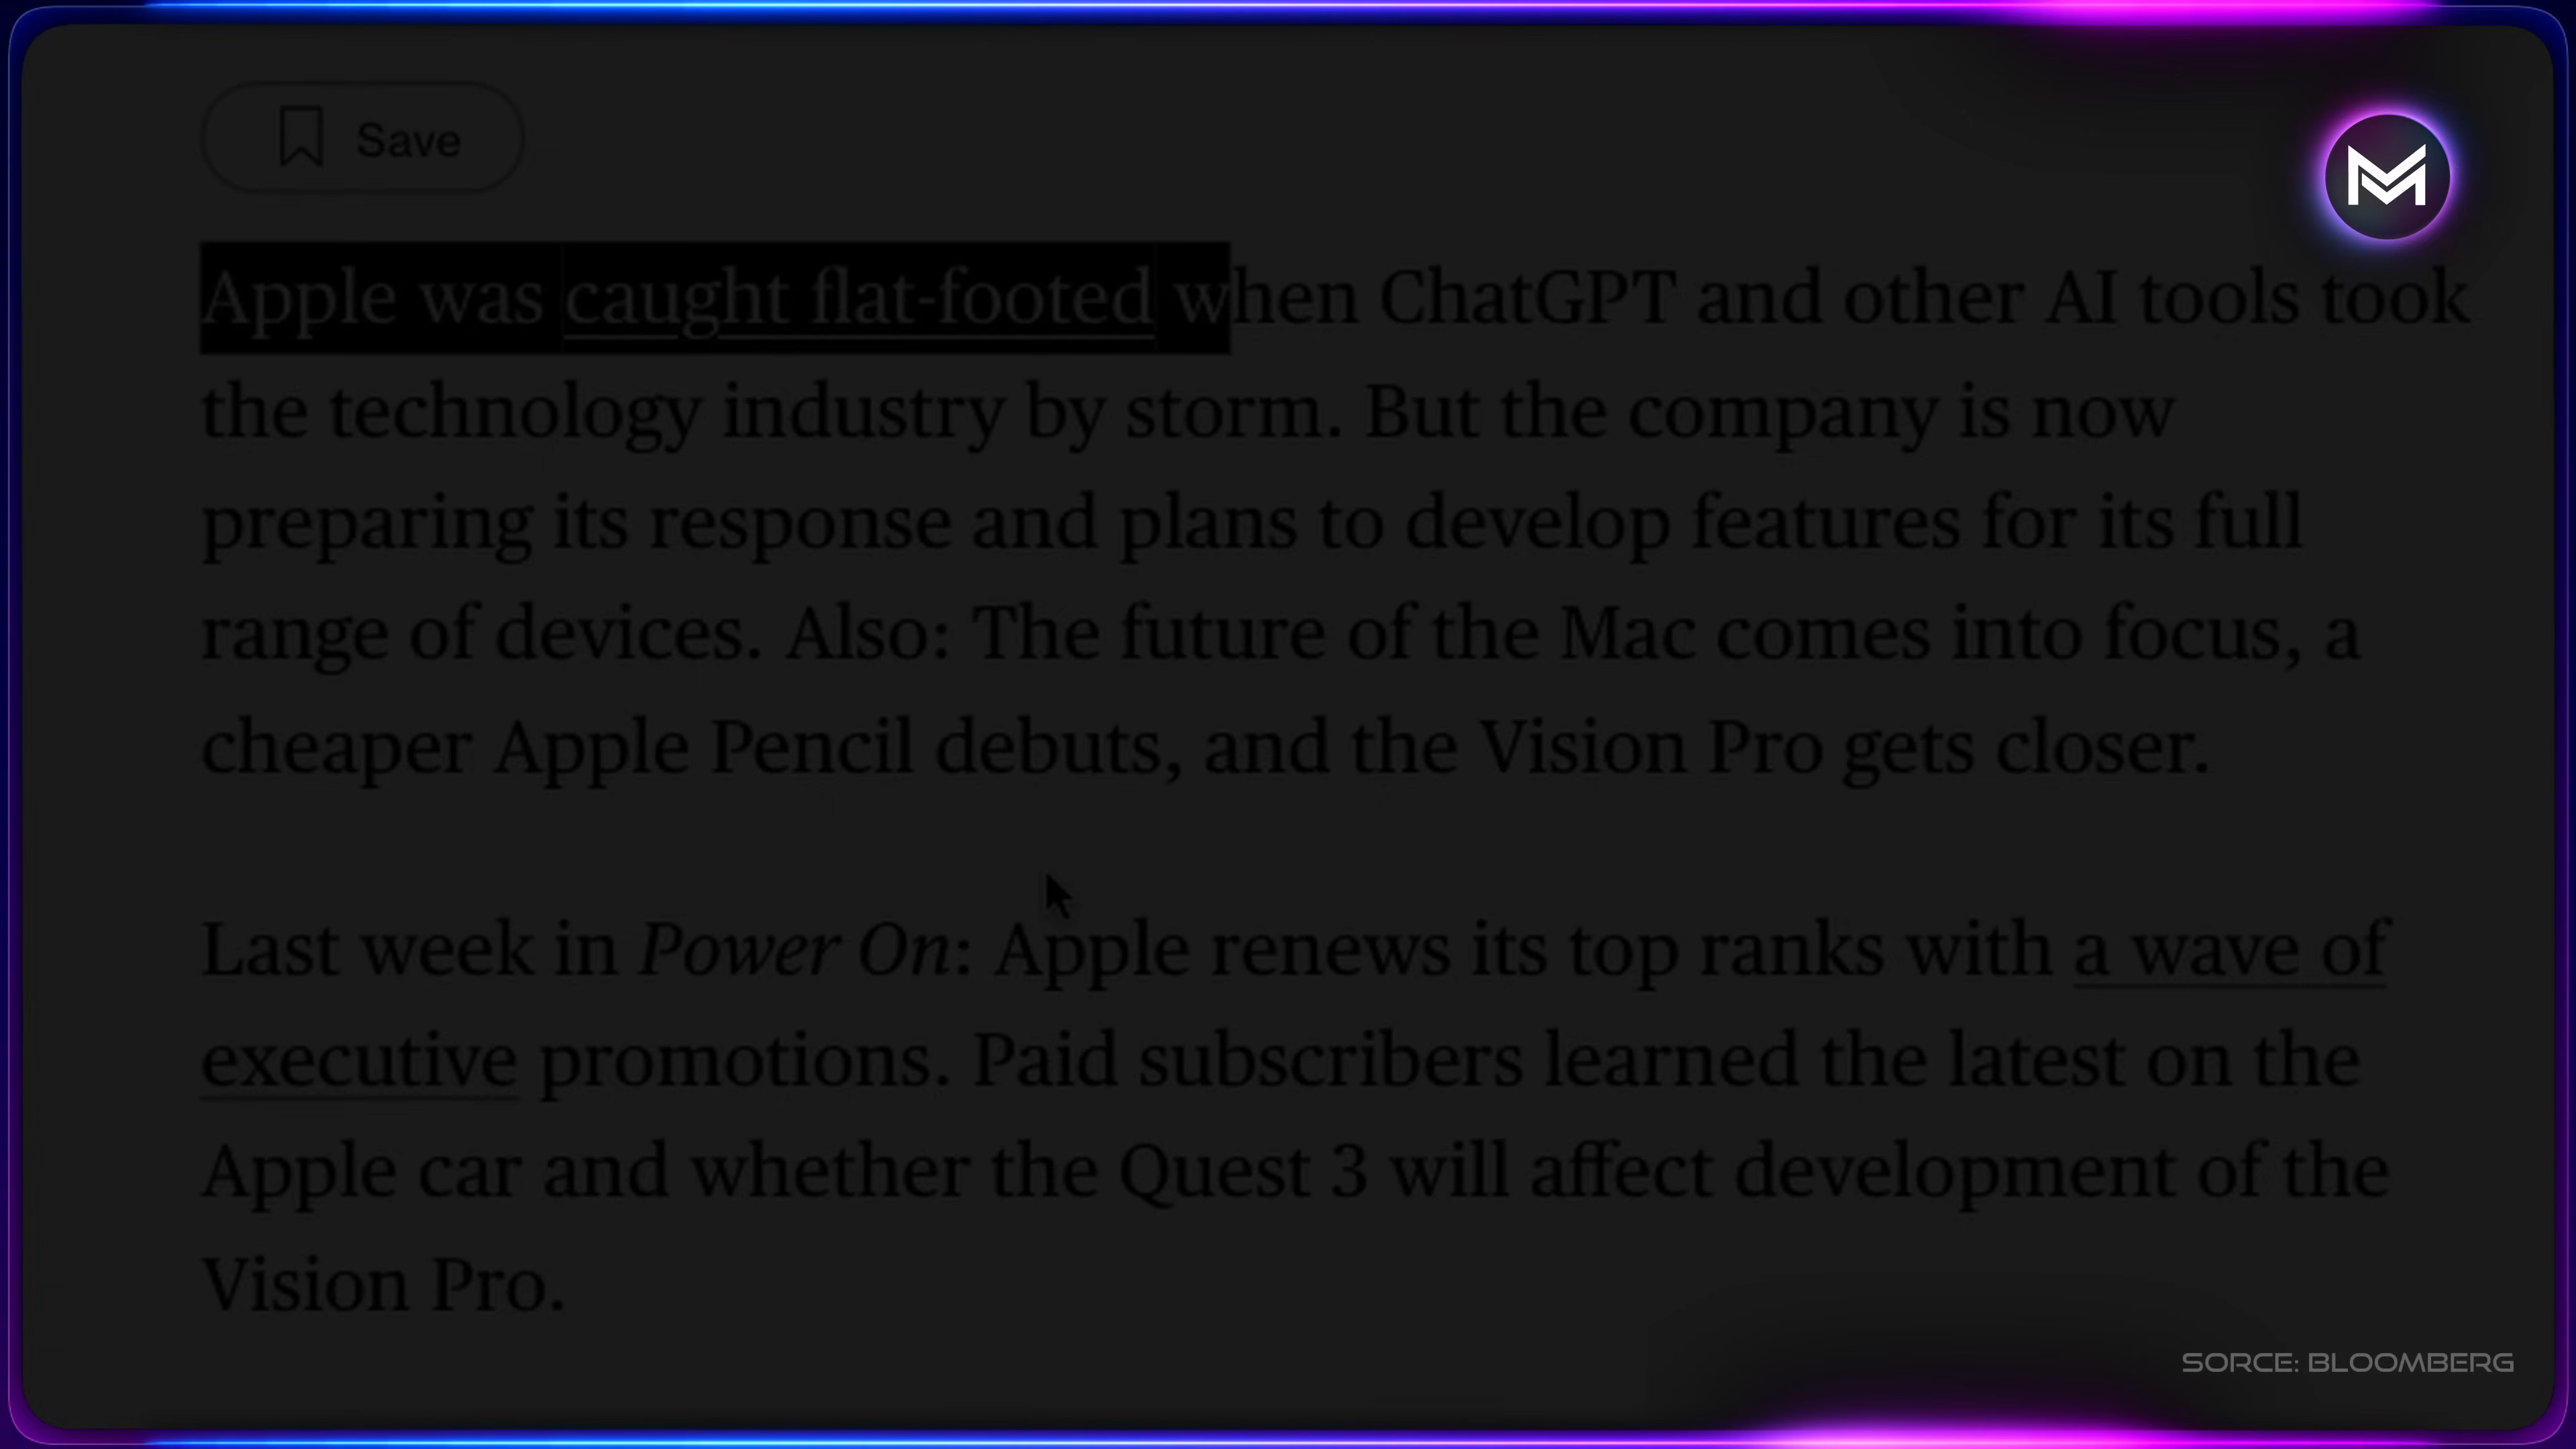 Save
Apple was caught flat-footed when ChatGPT and other AI tools took
the technology industry by storm. But the company is now
preparing its response and plans to develop features for its full
range of devices. Also: The future of the Mac comes into focus, a
cheaper Apple Pencil debuts, and the Vision Pro gets closer.
Last week in Power On: Apple renews its top ranks with a wave of
executive promotions. Paid subscribers learned the latest on the
Apple car and whether the Quest 3 will affect development of the
Vision Pro.
SORCE: BLOOMBERG